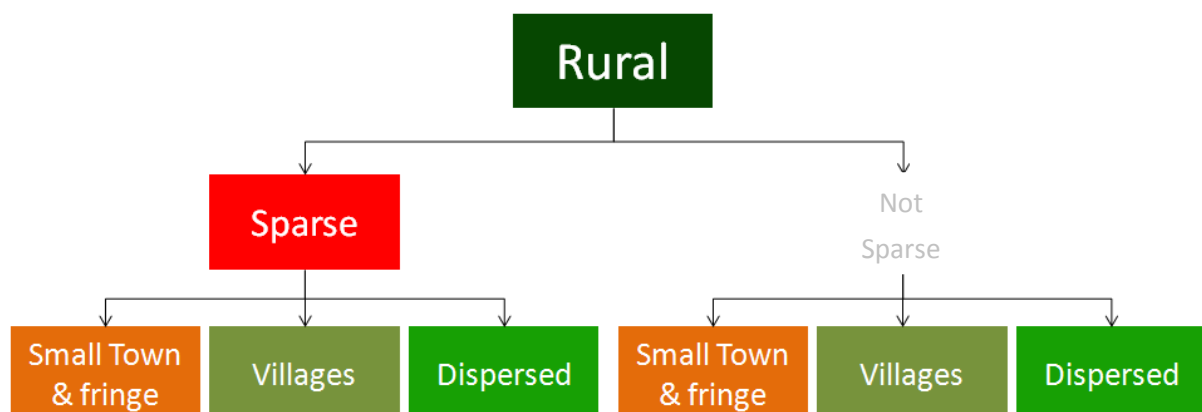 Rural
Sparse
Not
Sparse
Small Town
& fringe
Villages
Dispersed
Small Town
& fringe
Villages
Dispersed